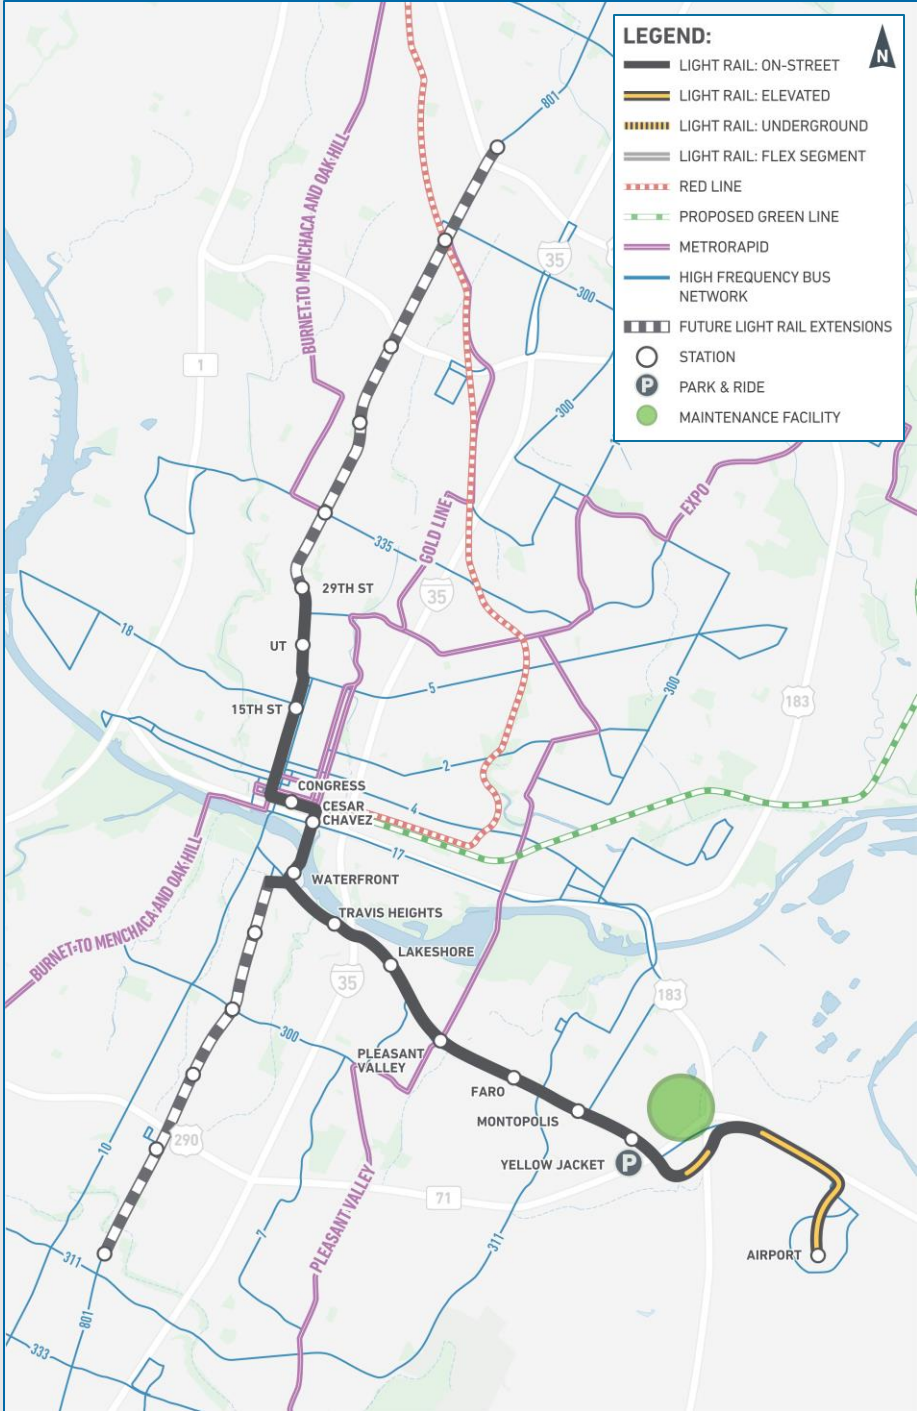 LEGEND:
N
LIGHT RAIL: ON-STREET
LIGHT RAIL: ELEVATED
LIGHT RAIL: UNDERGROUND
LIGHT RAIL: FLEX SEGMENT
RED LINE
PROPOSED GREEN LINE
METRORAPID
HIGH FREQUENCY BUS
NETWORK
FUTURE LIGHT RAIL EXTENSIONS
STATION
P
PARK & RIDE
MAINTENANCE FACILITY
801
BURNET TO MENCHACA AND OAK HILL
35
300
1
300
EXPO
GOLD LINE
335
35
29TH ST
18
UT
5
300
183
15TH ST
2
CONGRESS
4
CESAR
CHAVEZ
17
BURNET TO MENCHACA AND OAK HILL
WATERFRONT
TRAVIS HEIGHTS
LAKESHORE
35
183
300
PLEASANT
VALLEY
FARO
MONTOPOLIS
10
290
YELLOW JACKET
P
71
PLEASANT VALLEY
7
311
AIRPORT
311
801
333